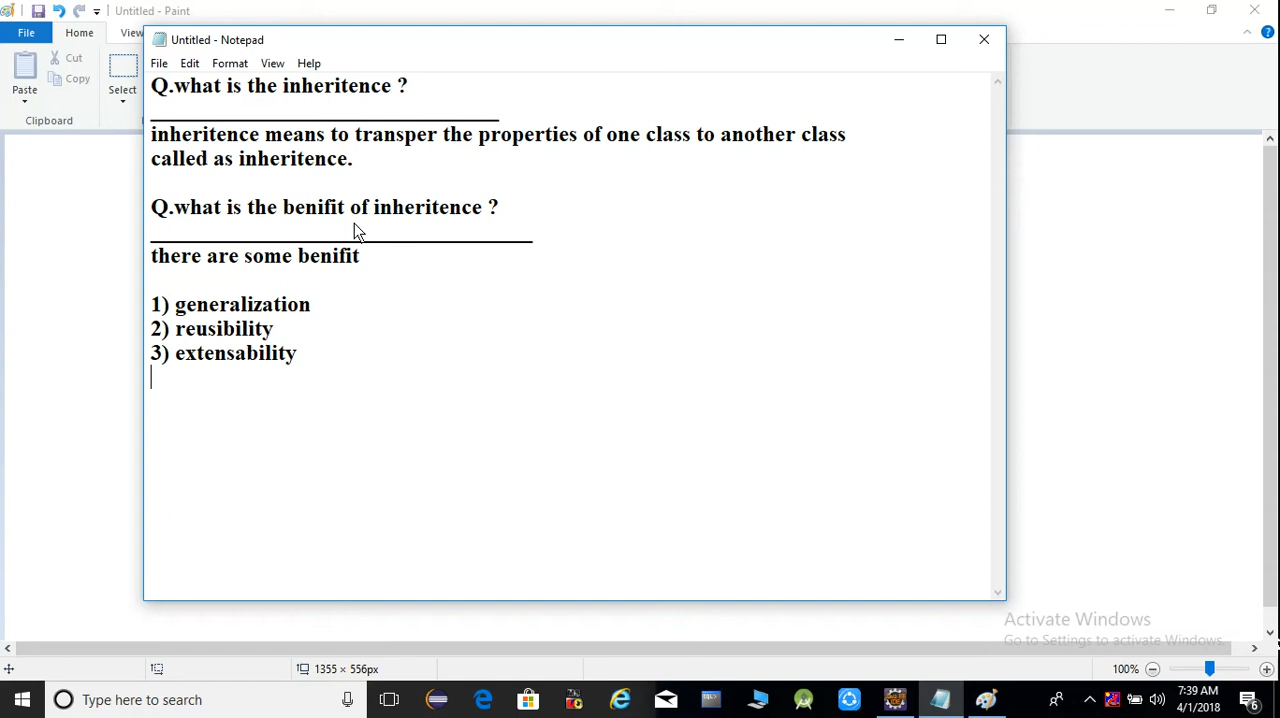 Untitled - Paint
File
Home
View
Paste
Cut
Copy
Select
Clipboard
Untitled - Notepad
File Edit Format View Help
Q.what is the inheritence ?
inheritence means to transper the properties of one class to another class
called as inheritence.
Q.what is the benifit of inheritence ?
there are some benifit
1) generalization
2) reusibility
3) extensability
Activate Windows
Go to Settings to activate Windows.
1355 × 556px
100%
Type here to search
7:39 AM
4/1/2018
6